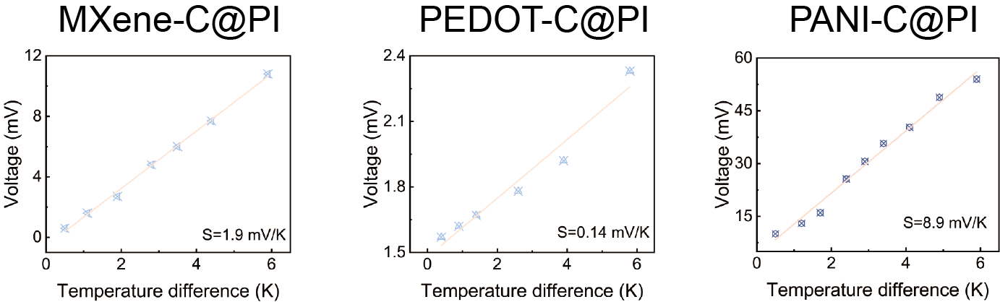 MXene-C@PI
PEDOT-C@PI
PANI-C@PI
12
8
4
0
Voltage (mV)
S=1.9 mV/K
0
2
4
6
Temperature difference (K)
2.4
2.1
1.8
1.5
Voltage (mV)
S=0.14 mV/K
0
2
4
6
Temperature difference (K)
60
45
30
15
Voltage (mV)
S=8.9 mV/K
0
2
4
6
Temperature difference (K)